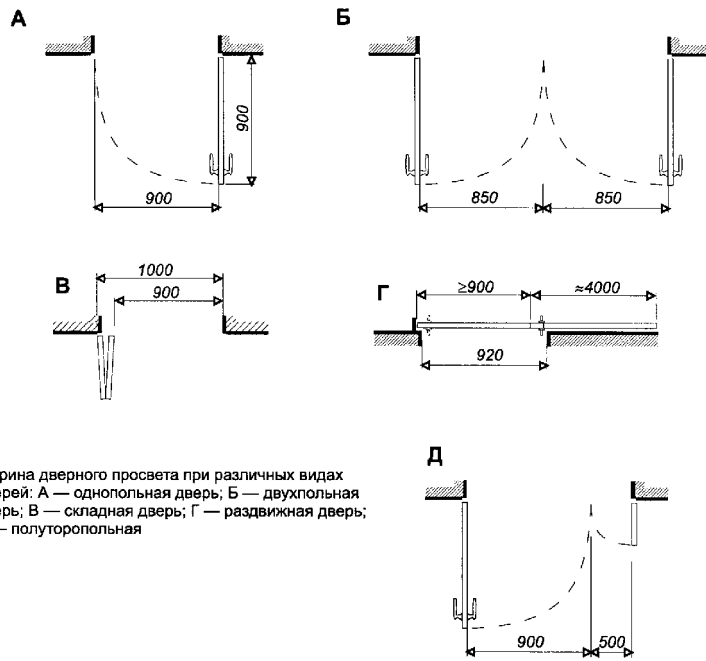 А
Б
900
900
850
850
В
1000
900
Г
≥900
≈4000
920
рина дверного просвета при различных видах
ерей: А — однопольная дверь; Б — двухпольная
ерь; В — складная дверь; Г — раздвижная дверь;
— полуторопольная
Д
900
500